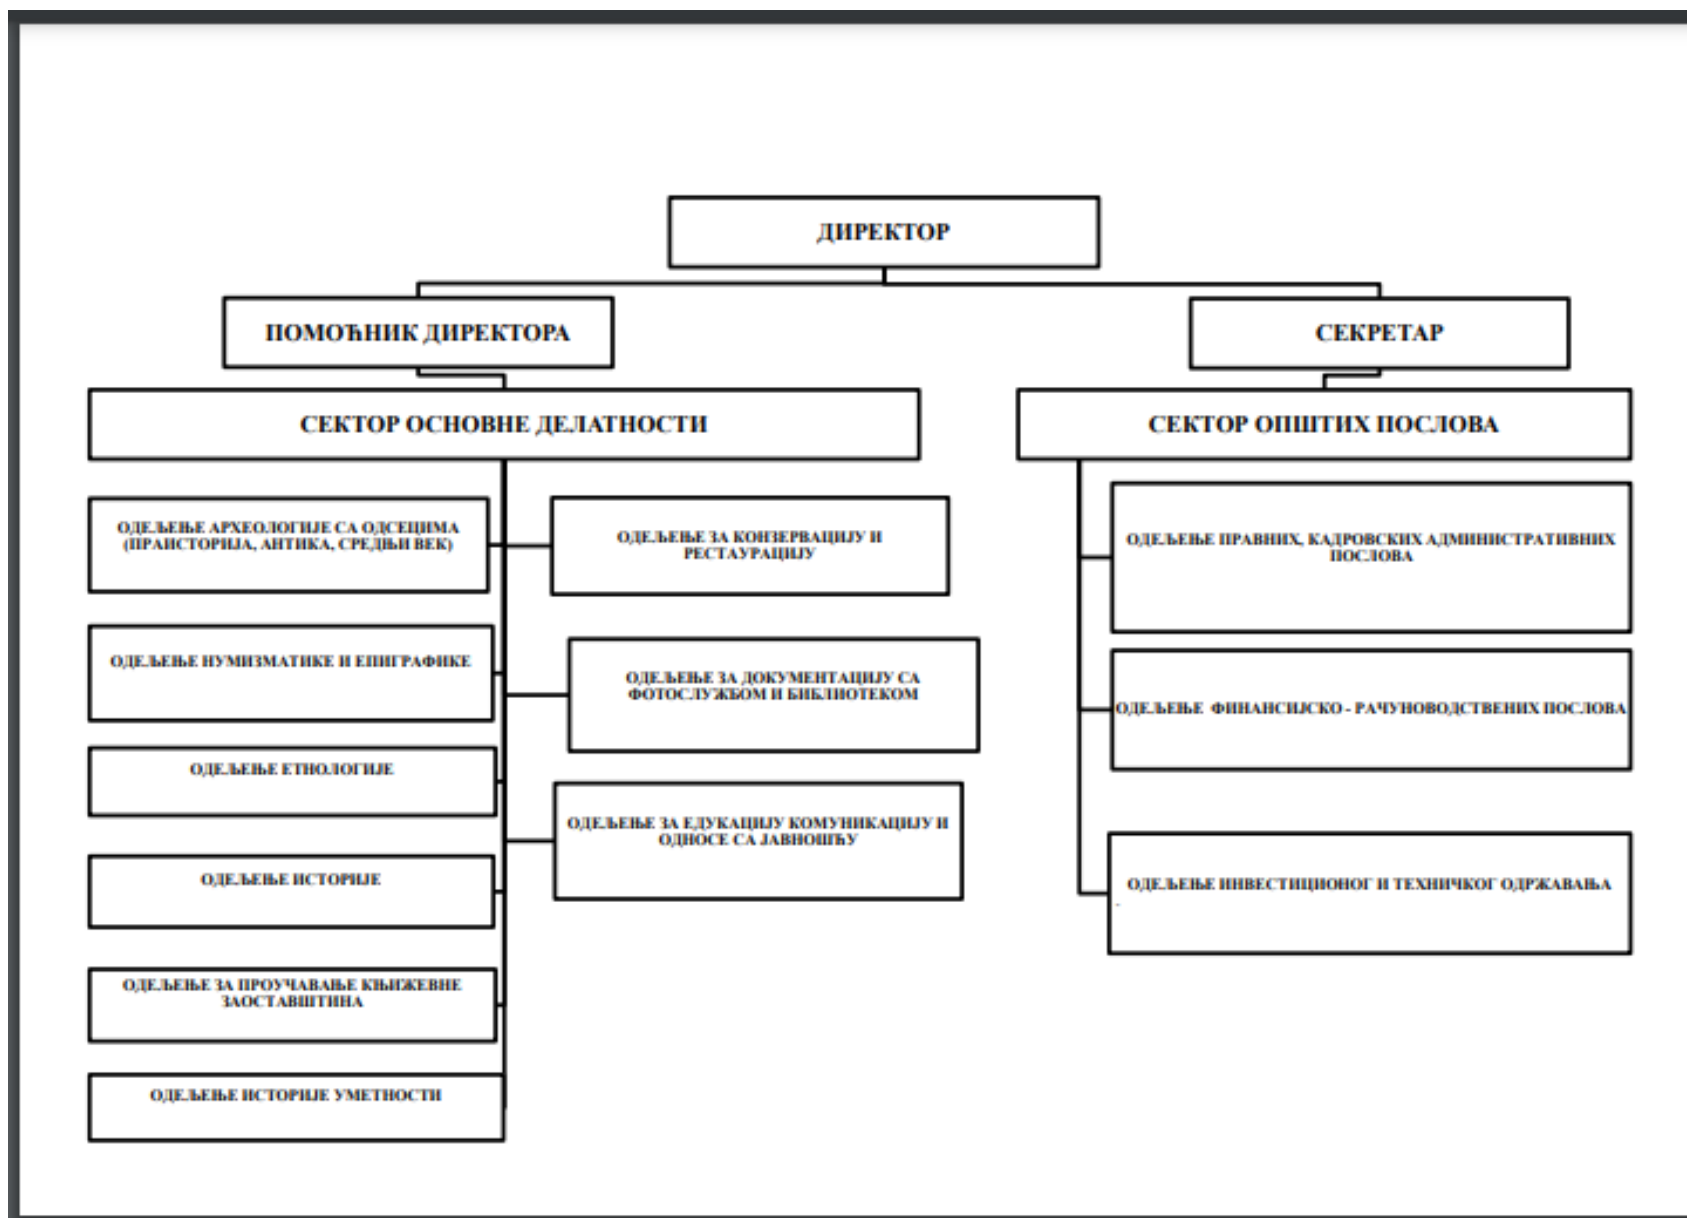 ДИРЕКТОР
ПОМОЋНИК ДИРЕКТОРА
СЕКРЕТАР
СЕКТОР ОСНОВНЕ ДЕЛАТНОСТИ
СЕКТОР ОПШТИХ ПОСЛОВА
ОДЕЉЕЊЕ АРХЕОЛОГИЈЕ СА ОДСЕЦИМА
(ПРАИСТОРИЈА, АНТИКА, СРЕДЊИ ВЕК)
ОДЕЉЕЊЕ НУМИЗМАТИКЕ И ЕПИГРАФИКЕ
ОДЕЉЕЊЕ ЕТНОЛОГИЈЕ
ОДЕЉЕЊЕ ИСТОРИЈЕ
ОДЕЉЕЊЕ ЗА ПРОУЧАВАЊЕ КЊИЖЕВНЕ
ЗАОСТАВШТИНА
ОДЕЉЕЊЕ ИСТОРИЈЕ УМЕТНОСТИ
ОДЕЉЕЊЕ ЗА КОНЗЕРВАЦИЈУ И
РЕСТАУРАЦИЈУ
ОДЕЉЕЊЕ ЗА ДОКУМЕНТАЦИЈУ СА
ФОТОСЛУЖБОМ И БИБЛИОТЕКОМ
ОДЕЉЕЊЕ ЗА ЕДУКАЦИЈУ КОМУНИКАЦИЈУ И
ОДНОСЕ СА ЈАВНОШЋУ
ОДЕЉЕЊЕ ПРАВНИХ, КАДРОВСКИХ АДМИНИСТРАТИВНИХ
ПОСЛОВА
ОДЕЉЕЊЕ ФИНАНСИЈСКО - РАЧУНОВОДСТВЕНИХ ПОСЛОВА
ОДЕЉЕЊЕ ИНВЕСТИЦИОНОГ И ТЕХНИЧКОГ ОДРЖАВАЊА